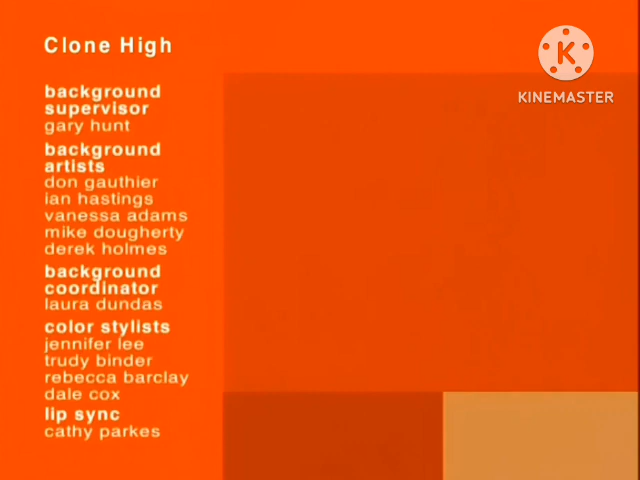 Clone High
background
supervisor
gary hunt
background
artists
don gauthier
ian hastings
vanessa adams
mike dougherty
derek holmes
background
coordinator
laura dundas
color stylists
jennifer lee
trudy binder
rebecca barclay
dale cox
lip sync
cathy parkes
K
KINEMASTER